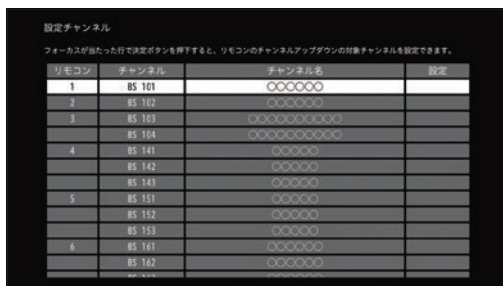 設定チャンネル
フォーカスが当たった行で決定ボタンを押下すると、リモコンのチャンネルアップダウンの対象チャンネルを設定できます。
リモコン チャンネル チャンネル名 設定
1 BS 101 ○○○○○○
2 BS 102 ○○○○○○
3 BS 103 ○○○○○○○○○○
BS 104 ○○○○○○○○○○
4 BS 141 ○○○○○
BS 142 ○○○○○
BS 143 ○○○○○
5 BS 151 ○○○○○
BS 152 ○○○○○
BS 153 ○○○○○
6 BS 161 ○○○○○○
BS 162 ○○○○○○